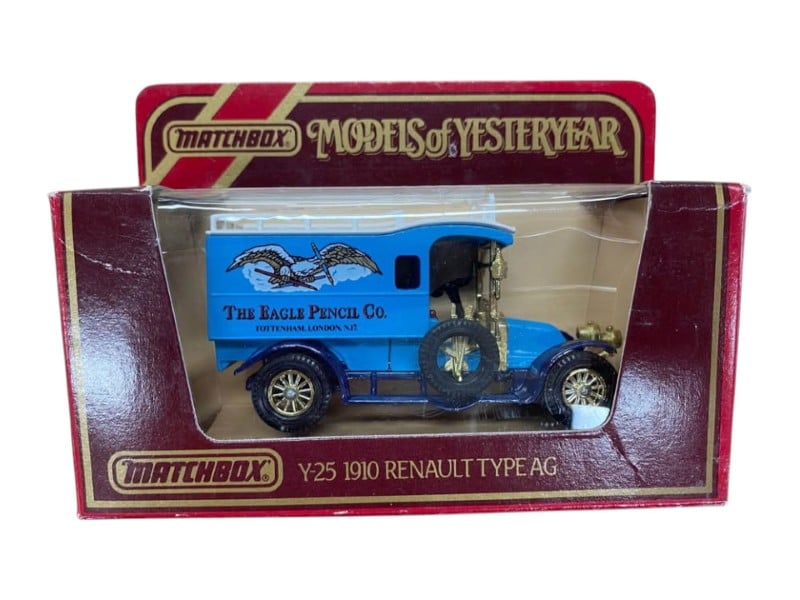 MATCHBOX
MODELS of YESTERYEAR
THE EAGLE PENCIL CO.
TOTTENHAM, LONDON, N.17.
MATCHBOX®
Y-25 1910 RENAULT TYPE AG